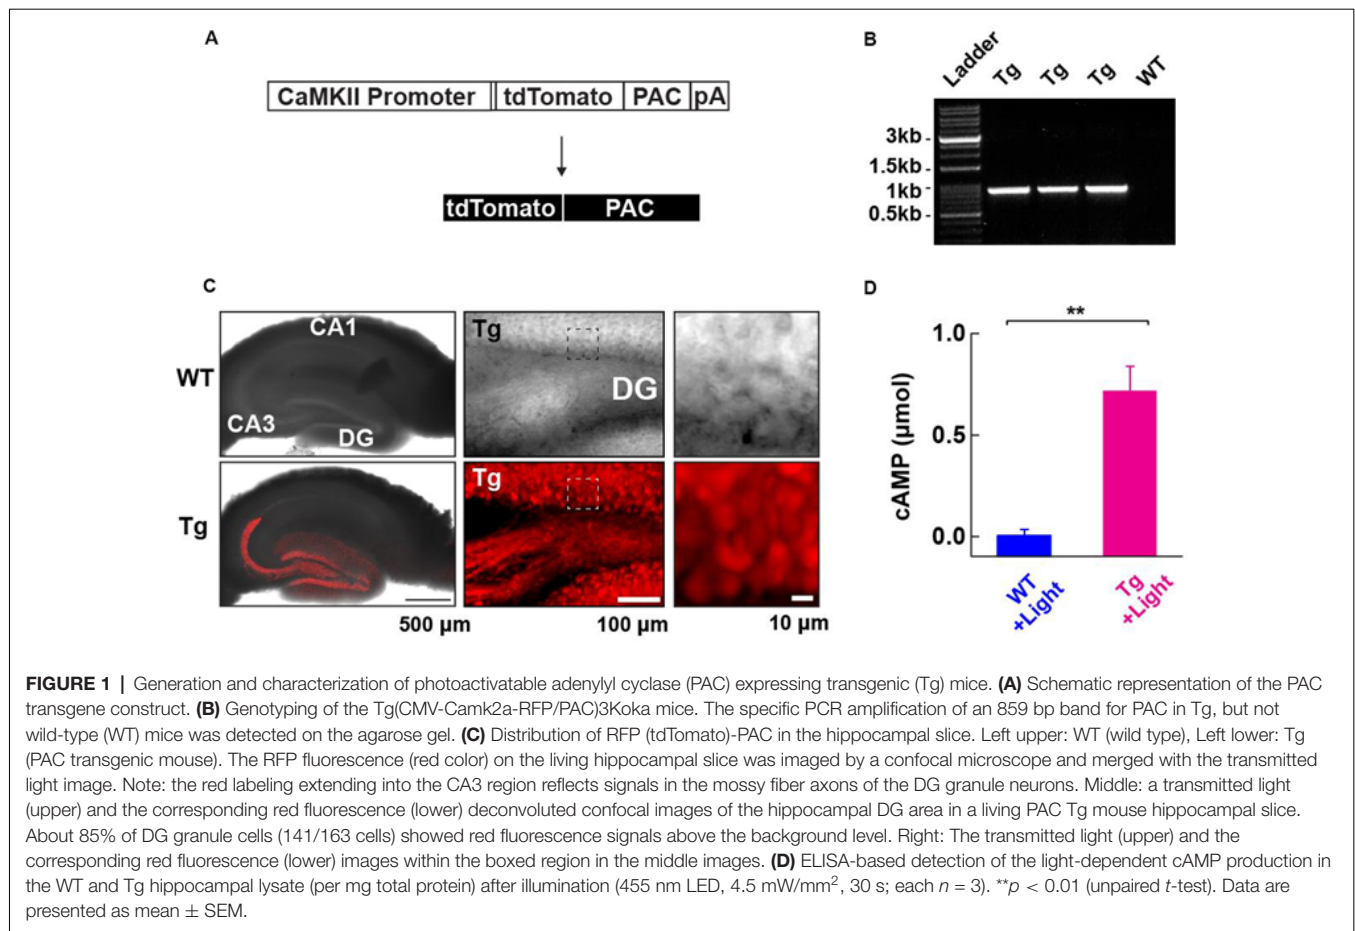 A
CaMKII Promoter tdTomato PAC pA
tdTomato PAC
B
Ladder Tg Tg Tg WT
3kb
1.5kb
1kb
0.5kb
C
WT
CA1
CA3
DG
Tg
DG
Tg
Tg
500 µm
100 µm
10 µm
D
**
1.0
0.5
0.0
cAMP (µmol)
WT
+Light
Tg
+Light
FIGURE 1 | Generation and characterization of photoactivatable adenylyl cyclase (PAC) expressing transgenic (Tg) mice. (A) Schematic representation of the PAC
transgene construct. (B) Genotyping of the Tg(CMV-Camk2a-RFP/PAC)3Koka mice. The specific PCR amplification of an 859 bp band for PAC in Tg, but not
wild-type (WT) mice was detected on the agarose gel. (C) Distribution of RFP (tdTomato)-PAC in the hippocampal slice. Left upper: WT (wild type), Left lower: Tg
(PAC transgenic mouse). The RFP fluorescence (red color) on the living hippocampal slice was imaged by a confocal microscope and merged with the transmitted
light image. Note: the red labeling extending into the CA3 region reflects signals in the mossy fiber axons of the DG granule neurons. Middle: a transmitted light
(upper) and the corresponding red fluorescence (lower) deconvoluted confocal images of the hippocampal DG area in a living PAC Tg mouse hippocampal slice.
About 85% of DG granule cells (141/163 cells) showed red fluorescence signals above the background level. Right: The transmitted light (upper) and the
corresponding red fluorescence (lower) images within the boxed region in the middle images. (D) ELISA-based detection of the light-dependent cAMP production in
the WT and Tg hippocampal lysate (per mg total protein) after illumination (455 nm LED, 4.5 mW/mm², 30 s; each n = 3). **p < 0.01 (unpaired t-test). Data are
presented as mean ± SEM.